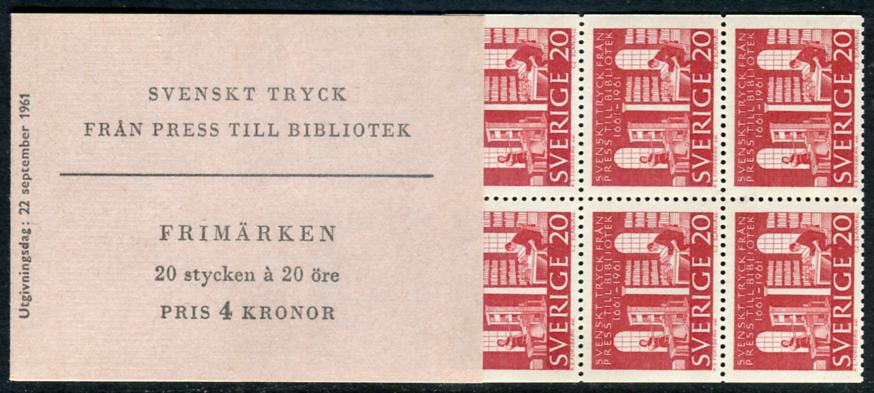 Utgivningsdag: 22 september 1961
SVENSKT TRYCK
FRÅN PRESS TILL BIBLIOTEK
FRIMÄRKEN
20 stycken à 20 öre
PRIS 4 KRONOR
SVERIGE 20
SVENSKT TRYCK FRÅN
PRESS TILL BIBLIOTEK
1661-1961
SVERIGE 20
SVENSKT TRYCK FRÅN
PRESS TILL BIBLIOTEK
1661-1961
SVERIGE 20
SVERIGE 20
SVENSKT TRYCK FRÅN
PRESS TILL BIBLIOTEK
1661-1961
SVERIGE 20
SVENSKT TRYCK FRÅN
PRESS TILL BIBLIOTEK
1661-1961
SVERIGE 20